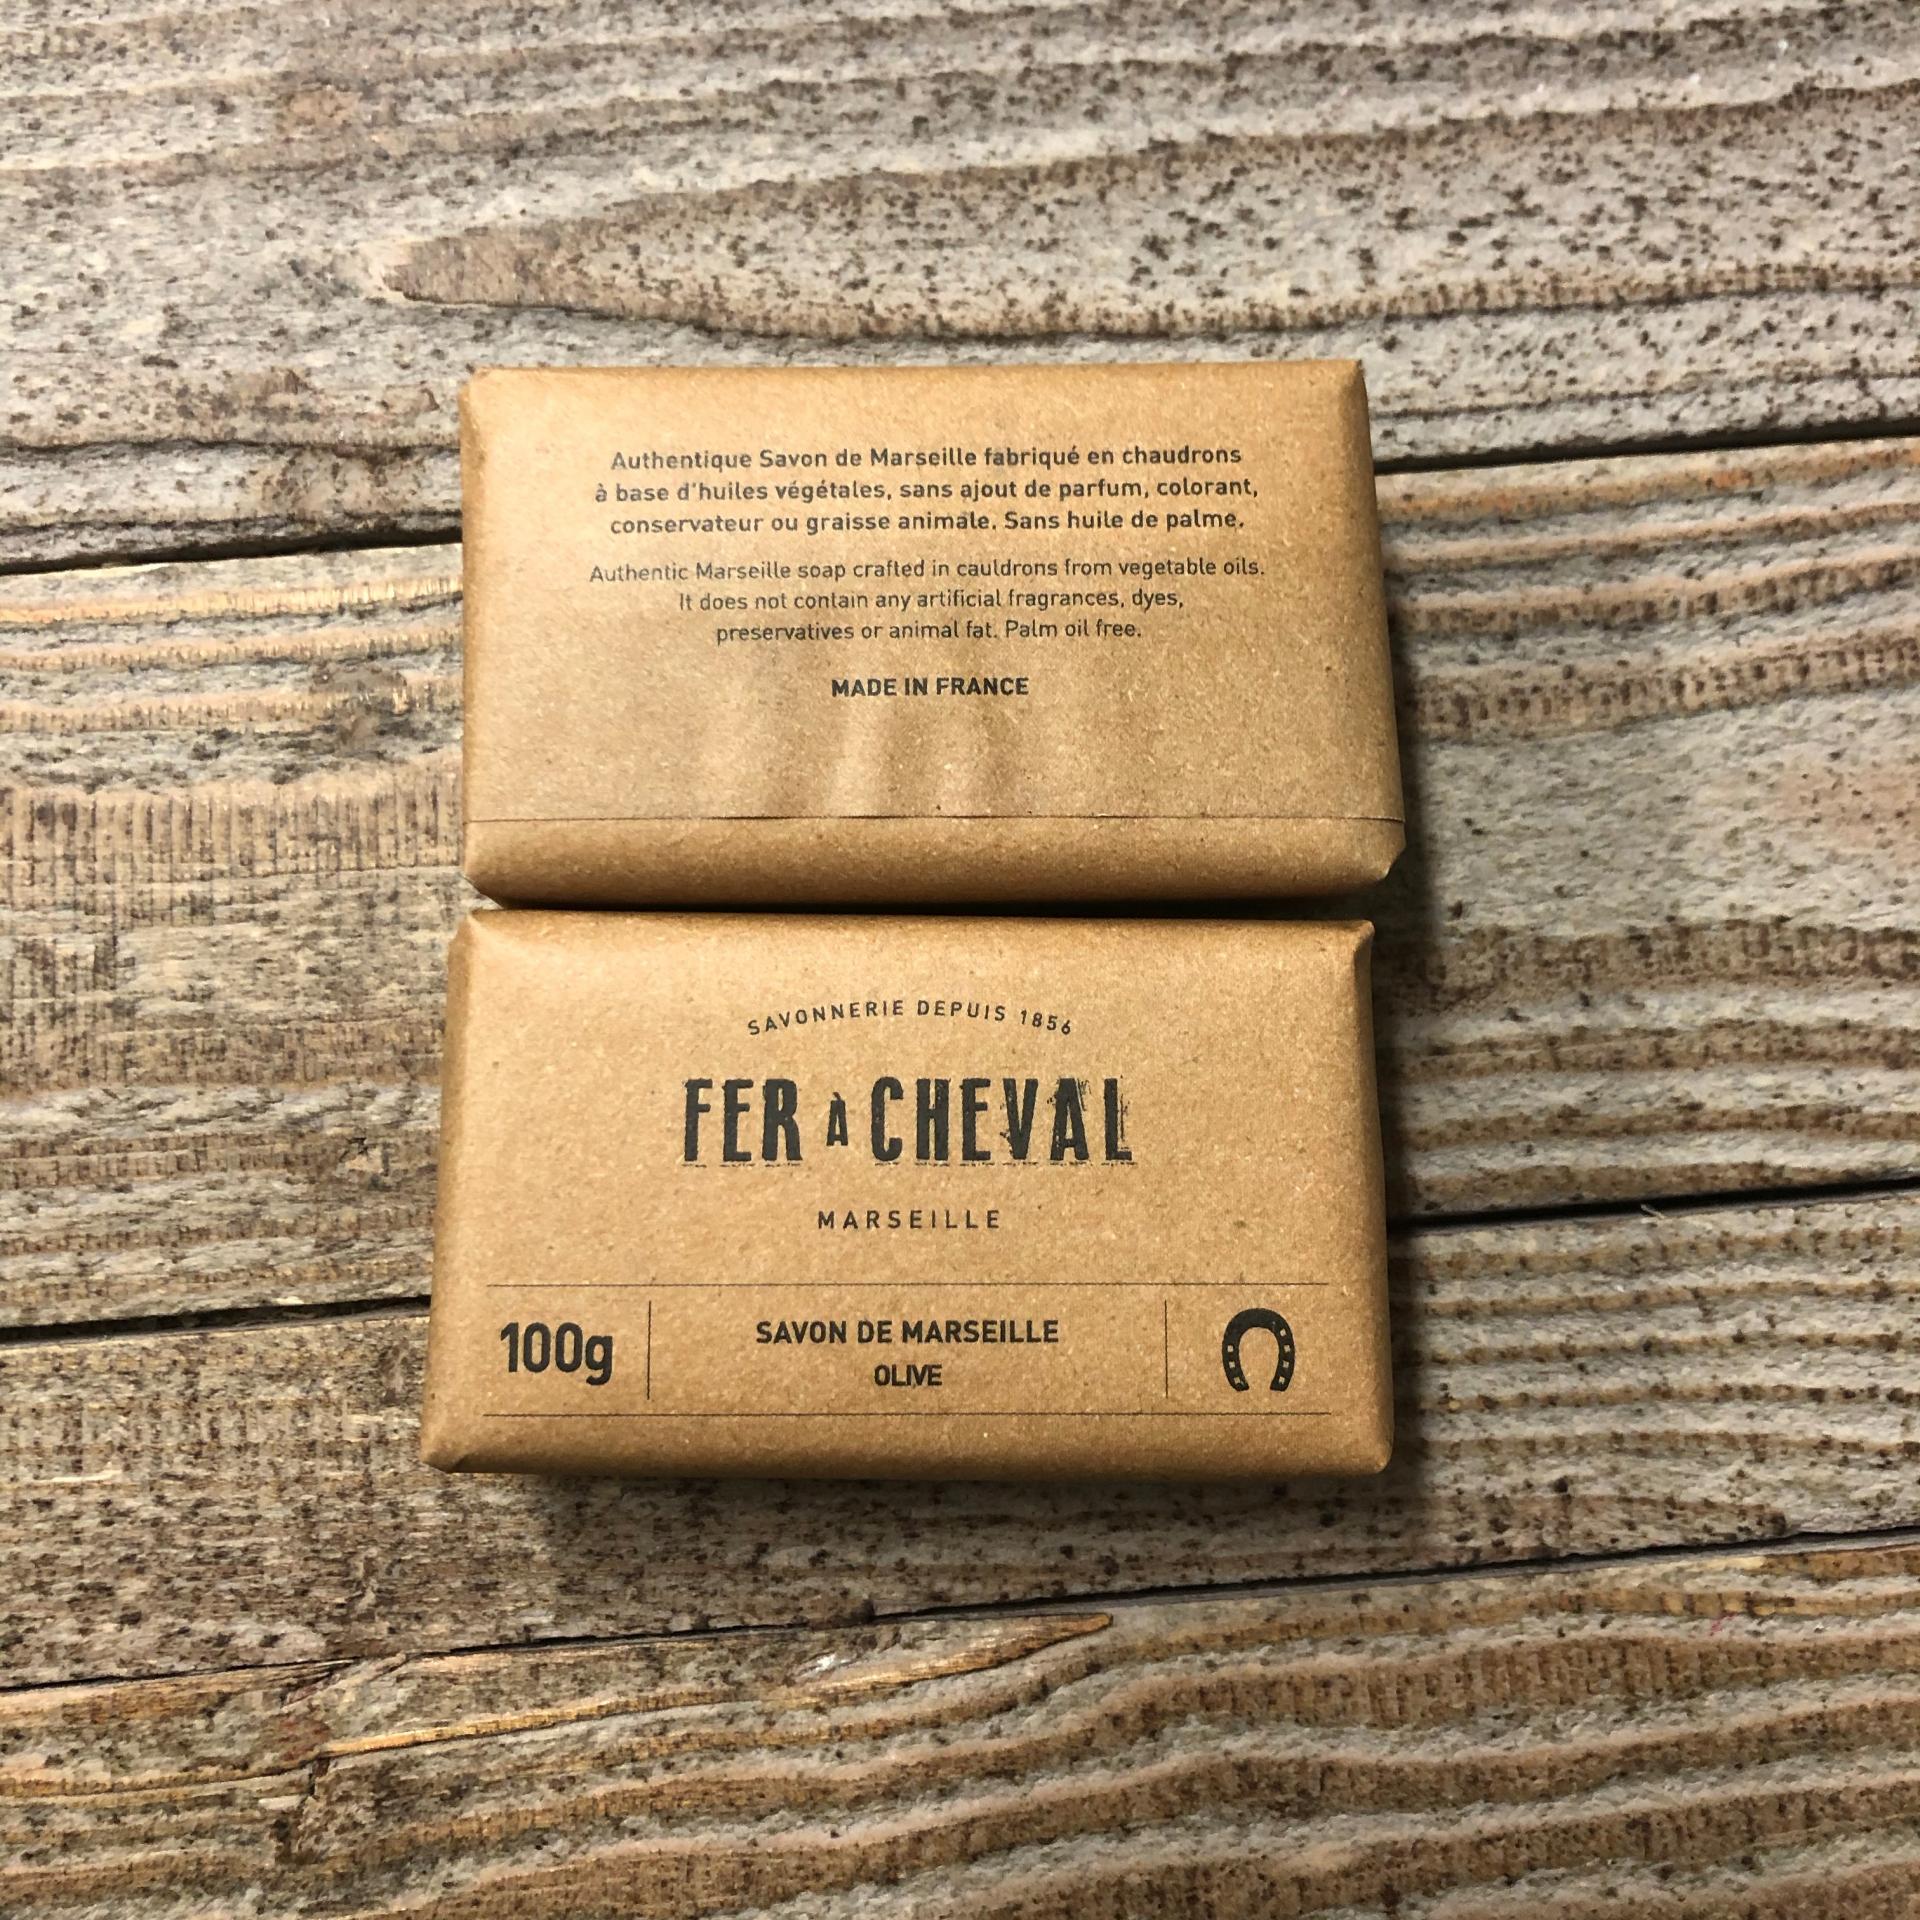 Authentique Savon de Marseille fabriqué en chaudrons
à base d'huiles végétales, sans ajout de parfum, colorant,
conservateur ou graisse animale. Sans huile de palme.
Authentic Marseille soap crafted in cauldrons from vegetable oils.
It does not contain any artificial fragrances, dyes,
preservatives or animal fat. Palm oil free.
MADE IN FRANCE
SAVONNERIE DEPUIS 1856
FER À CHEVAL
MARSEILLE
100g
SAVON DE MARSEILLE
OLIVE